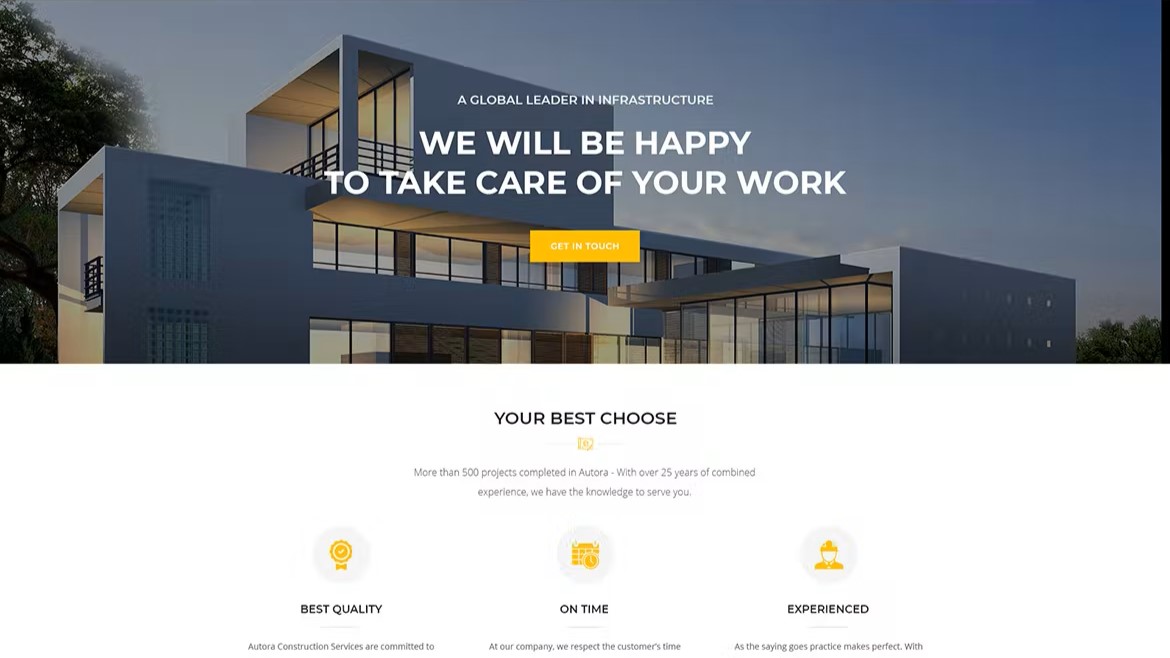 A GLOBAL LEADER IN INFRASTRUCTURE
WE WILL BE HAPPY
TO TAKE CARE OF YOUR WORK
GET IN TOUCH
YOUR BEST CHOOSE
More than 500 projects completed in Autora - With over 25 years of combined
experience, we have the knowledge to serve you.
BEST QUALITY
ON TIME
EXPERIENCED
Autora Construction Services are committed to
At our company, we respect the customer's time
As the saying goes practice makes perfect. With